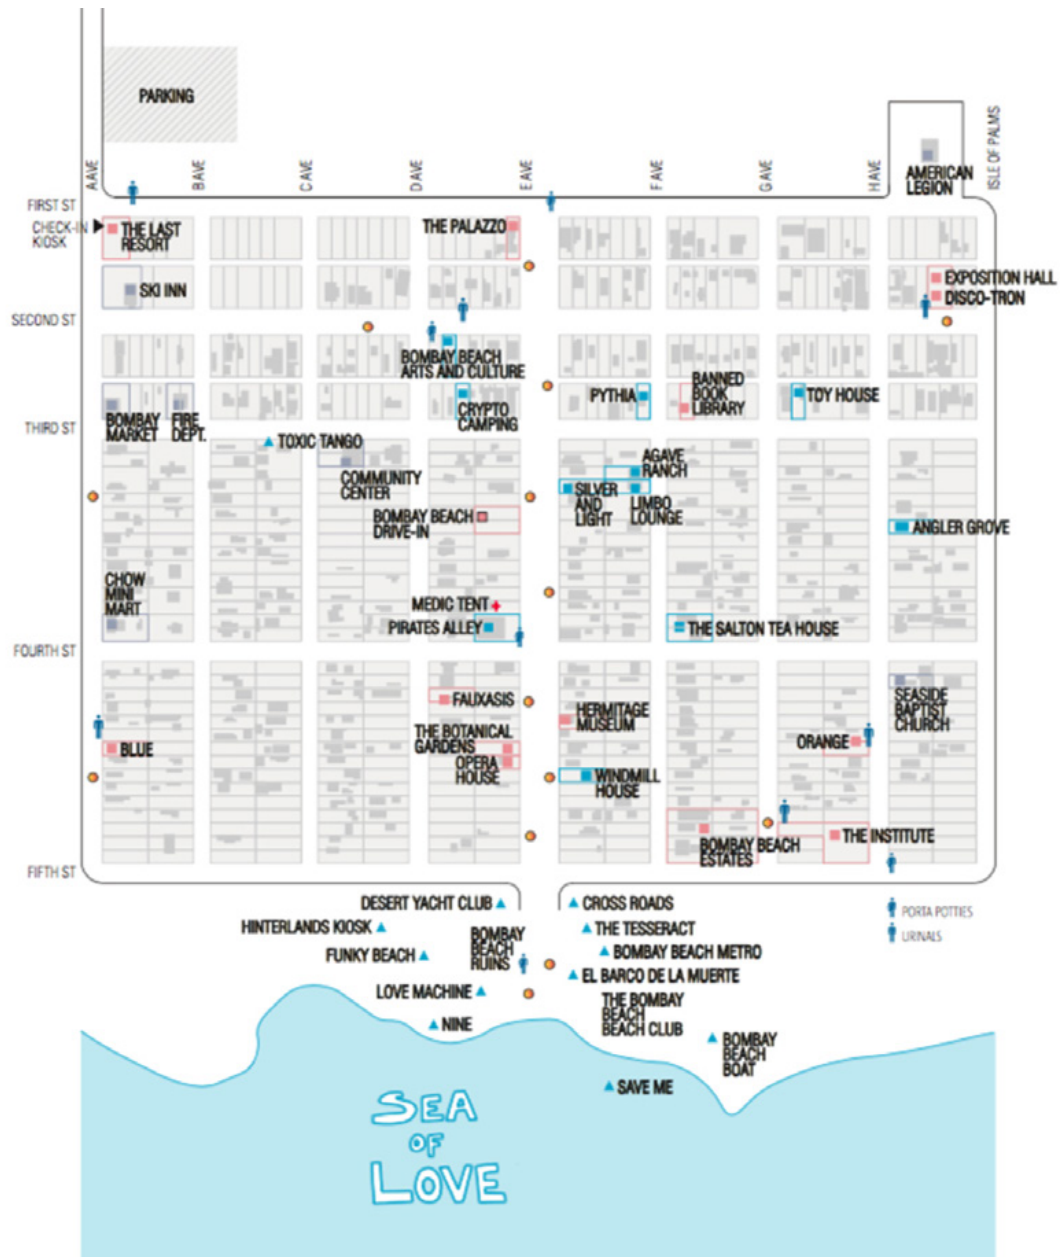 PARKING
A AVE
B AVE
C AVE
D AVE
E AVE
F AVE
G AVE
H AVE
ISLE OF PALMS
AMERICAN
LEGION
FIRST ST
CHECK-IN
KIOSK
THE LAST
RESORT
THE PALAZZO
SKI INN
EXPOSITION HALL
DISCO-TRON
SECOND ST
BOMBAY BEACH
ARTS AND CULTURE
BANNED
BOOK
LIBRARY
PYTHIA
TOY HOUSE
CRYPTO
CAMPING
BOMBAY
MARKET
FIRE
DEPT.
THIRD ST
TOXIC TANGO
COMMUNITY
CENTER
AGAVE
RANCH
SILVER
AND
LIGHT
LIMBO
LOUNGE
BOMBAY BEACH
DRIVE-IN
ANGLER GROVE
CHOW
MINI
MART
MEDIC TENT
PIRATES ALLEY
THE SALTON TEA HOUSE
FOURTH ST
FAUXASIS
SEASIDE
BAPTIST
CHURCH
HERMITAGE
MUSEUM
THE BOTANICAL
GARDENS
BLUE
ORANGE
OPERA
HOUSE
WINDMILL
HOUSE
BOMBAY BEACH
ESTATES
THE INSTITUTE
FIFTH ST
DESERT YACHT CLUB
CROSS ROADS
PORTA POTTIES
URINALS
HINTERLANDS KIOSK
THE TESSERACT
BOMBAY
BEACH
RUINS
FUNKY BEACH
BOMBAY BEACH METRO
EL BARCO DE LA MUERTE
LOVE MACHINE
THE BOMBAY
BEACH
BEACH CLUB
NINE
BOMBAY
BEACH
BOAT
SAVE ME
SEA
OF
LOVE